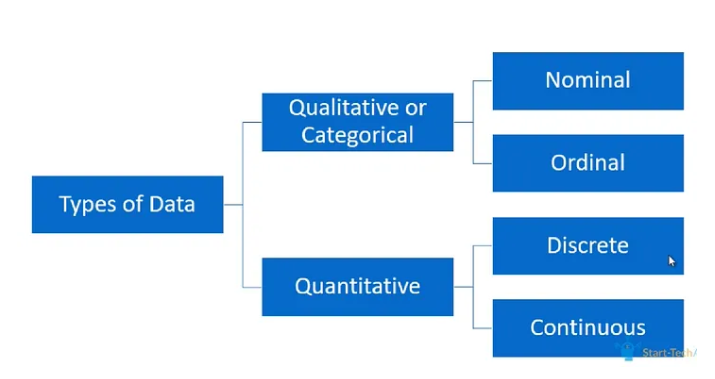 Types of Data
Qualitative or
Categorical
Quantitative
Nominal
Ordinal
Discrete
Continuous
Start-Tech/